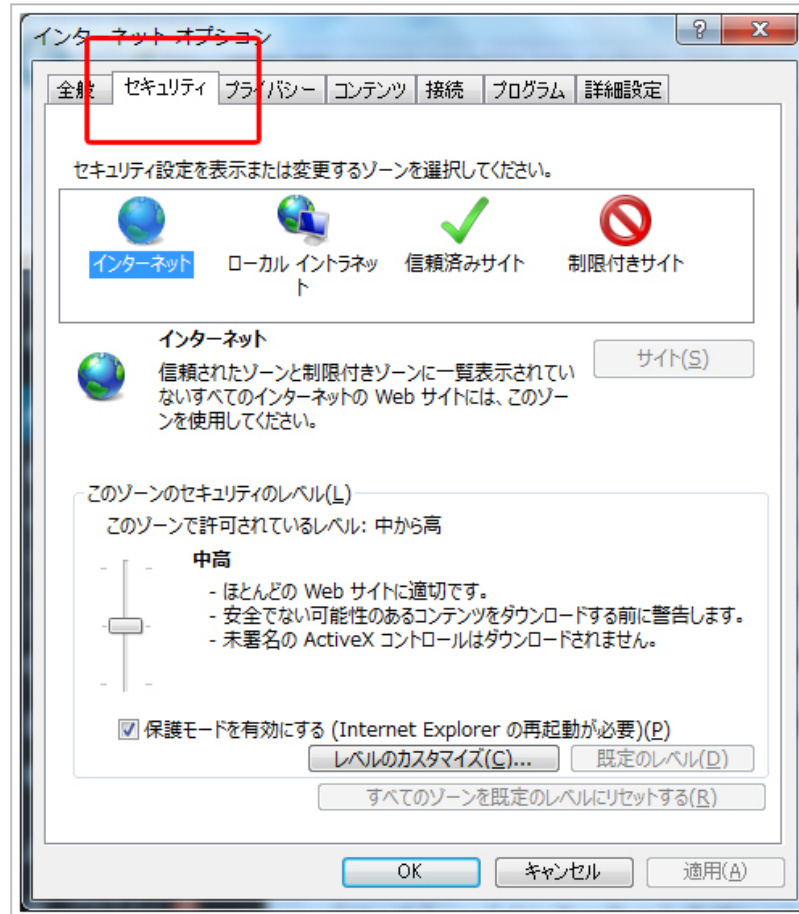 インターネット オプション
全般 セキュリティ プライバシー コンテンツ 接続 プログラム 詳細設定
セキュリティ設定を表示または変更するゾーンを選択してください。
インターネット ローカル イントラネッ 信頼済みサイト 制限付きサイト
ト
インターネット
サイト(S)
信頼されたゾーンと制限付きゾーンに一覧表示されてい
ないすべてのインターネットの Web サイトには、このゾー
ンを使用してください。
このゾーンのセキュリティのレベル(L)
このゾーンで許可されているレベル: 中から高
中高
- ほとんどの Web サイトに適切です。
- 安全でない可能性のあるコンテンツをダウンロードする前に警告します。
- 未署名の ActiveX コントロールはダウンロードされません。
保護モードを有効にする (Internet Explorer の再起動が必要)(P)
レベルのカスタマイズ(C)... 既定のレベル(D)
すべてのゾーンを既定のレベルにリセットする(R)
OK キャンセル 適用(A)